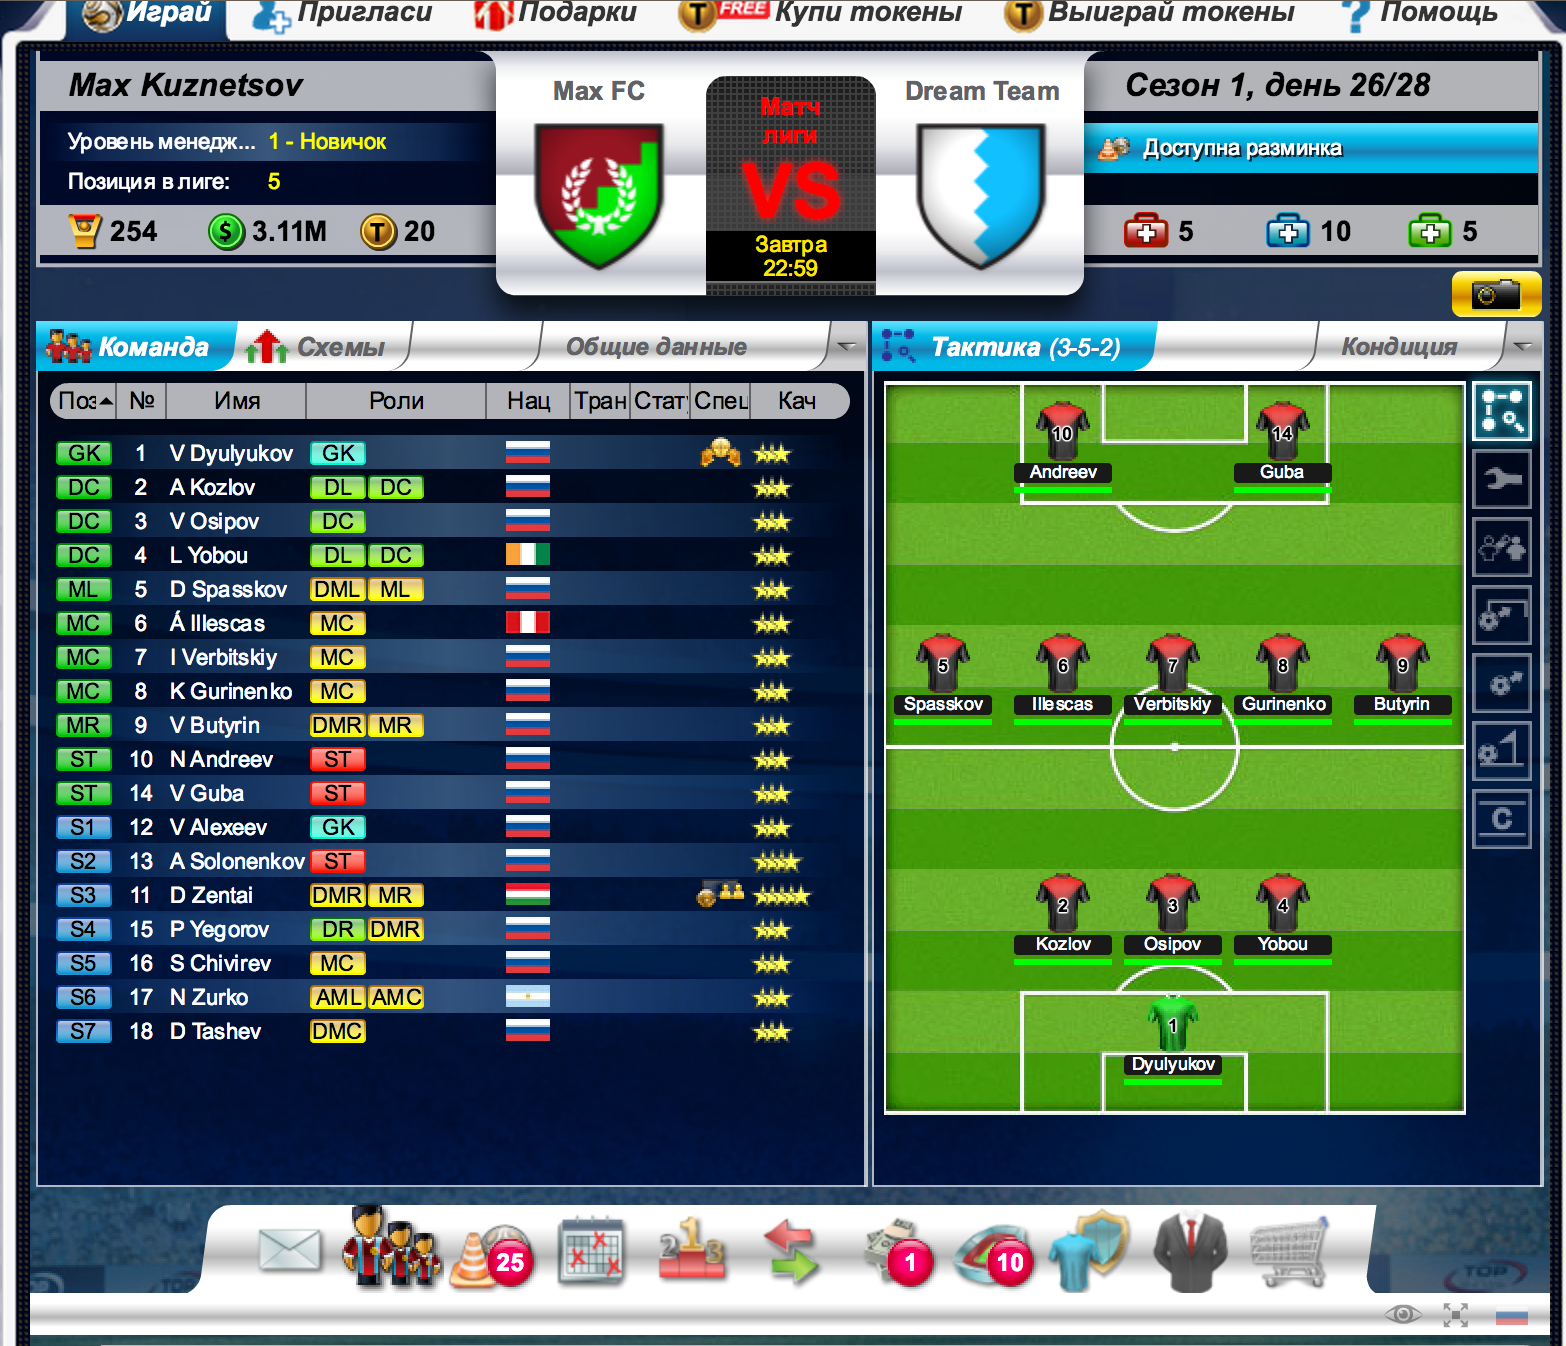 Играй Пригласи Подарки FREE Купи токены Выиграй токены ? Помощь
Max Kuznetsov
Уровень менедж... 1 - Новичок
Позиция в лиге: 5
254 3.11M 20
Max FC
Матч
лиги
VS
Завтра
22:59
Dream Team
Сезон 1, день 26/28
Доступна разминка
5 10 5
Команда Схемы Общие данные
Поз № Имя Роли Нац Тран Стат Спец Кач
GK 1 V Dyulyukov GK
DC 2 A Kozlov DL DC
DC 3 V Osipov DC
DC 4 L Yobou DL DC
ML 5 D Spasskov DML ML
MC 6 Á Illescas MC
MC 7 I Verbitskiy MC
MC 8 K Gurinenko MC
MR 9 V Butyrin DMR MR
ST 10 N Andreev ST
ST 14 V Guba ST
S1 12 V Alexeev GK
S2 13 A Solonenkov ST
S3 11 D Zentai DMR MR
S4 15 P Yegorov DR DMR
S5 16 S Chivirev MC
S6 17 N Zurko AML AMC
S7 18 D Tashev DMC
Тактика (3-5-2) Кондиция
10 14
Andreev Guba
5 6 7 8 9
Spasskov Illescas Verbitskiy Gurinenko Butyrin
2 3 4
Kozlov Osipov Yobou
1
Dyulyukov
C
25 2 1 3 1 10
TOP